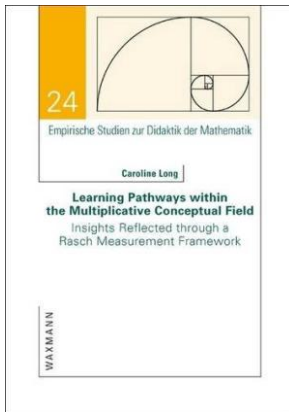 24
Empirische Studien zur Didaktik der Mathematik
Caroline Long
Learning Pathways within
the Multiplicative Conceptual Field
Insights Reflected through a
Rasch Measurement Framework
WAXMANN